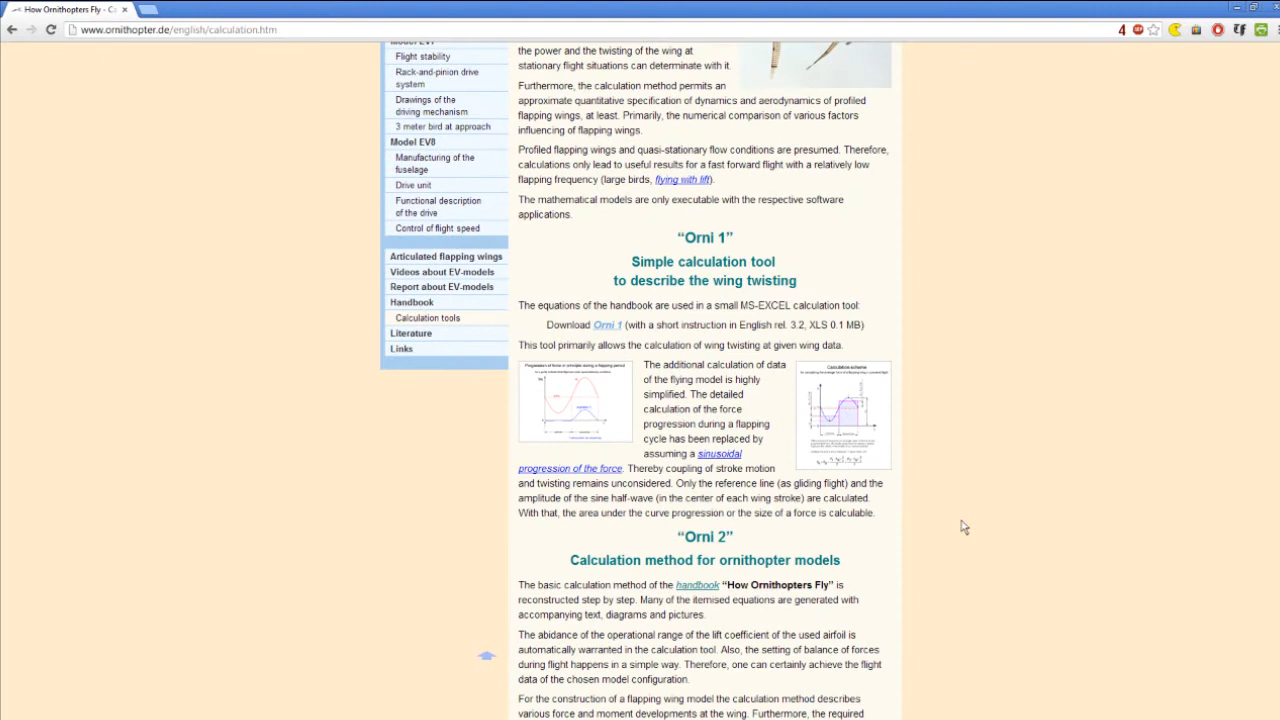 How Ornithopters Fly - C
www.ornithopter.de/english/calculation.htm
4
Model EV7
Flight stability
Rack-and-pinion drive
system
Drawings of the
driving mechanism
3 meter bird at approach
Model EV8
Manufacturing of the
fuselage
Drive unit
Functional description
of the drive
Control of flight speed
Articulated flapping wings
Videos about EV-models
Report about EV-models
Handbook
Calculation tools
Literature
Links
the power and the twisting of the wing at
stationary flight situations can determinate with it.
Furthermore, the calculation method permits an
approximate quantitative specification of dynamics and aerodynamics of profiled
flapping wings, at least. Primarily, the numerical comparison of various factors
influencing of flapping wings.
Profiled flapping wings and quasi-stationary flow conditions are presumed. Therefore,
calculations only lead to useful results for a fast forward flight with a relatively low
flapping frequency (large birds, flying with lift).
The mathematical models are only executable with the respective software
applications.
“Orni 1”
Simple calculation tool
to describe the wing twisting
The equations of the handbook are used in a small MS-EXCEL calculation tool:
Download Orni 1 (with a short instruction in English rel. 3.2, XLS 0.1 MB)
This tool primarily allows the calculation of wing twisting at given wing data.
Progression of force in principle during a flapping period
Calculation scheme
The additional calculation of data
of the flying model is highly
simplified. The detailed
calculation of the force
progression during a flapping
cycle has been replaced by
assuming a sinusoidal
progression of the force. Thereby coupling of stroke motion
and twisting remains unconsidered. Only the reference line (as gliding flight) and the
amplitude of the sine half-wave (in the center of each wing stroke) are calculated.
With that, the area under the curve progression or the size of a force is calculable.
“Orni 2”
Calculation method for ornithopter models
The basic calculation method of the handbook “How Ornithopters Fly” is
reconstructed step by step. Many of the itemised equations are generated with
accompanying text, diagrams and pictures.
The abidance of the operational range of the lift coefficient of the used airfoil is
automatically warranted in the calculation tool. Also, the setting of balance of forces
during flight happens in a simple way. Therefore, one can certainly achieve the flight
data of the chosen model configuration.
For the construction of a flapping wing model the calculation method describes
various force and moment developments at the wing. Furthermore, the required